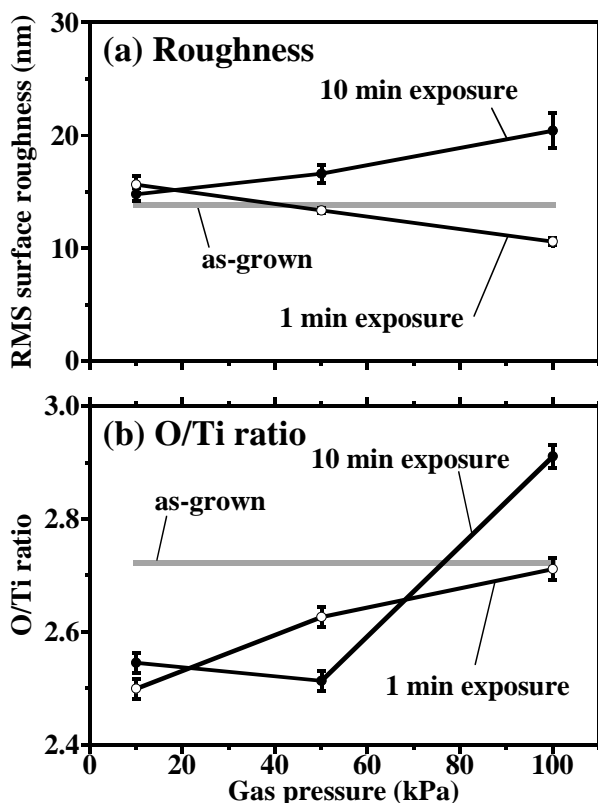 (a) Roughness
RMS surface roughness (nm)
30
20
10
0
10 min exposure
as-grown
1 min exposure
(b) O/Ti ratio
O/Ti ratio
3.0
2.8
2.6
2.4
10 min exposure
as-grown
1 min exposure
0 20 40 60 80 100
Gas pressure (kPa)